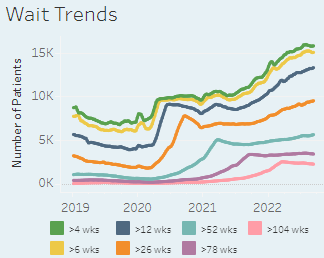 Wait Trends
Number of Patients
15K
10K
5K
0K
2019 2020 2021 2022
>4 wks >12 wks >52 wks >104 wks
>6 wks >26 wks >78 wks